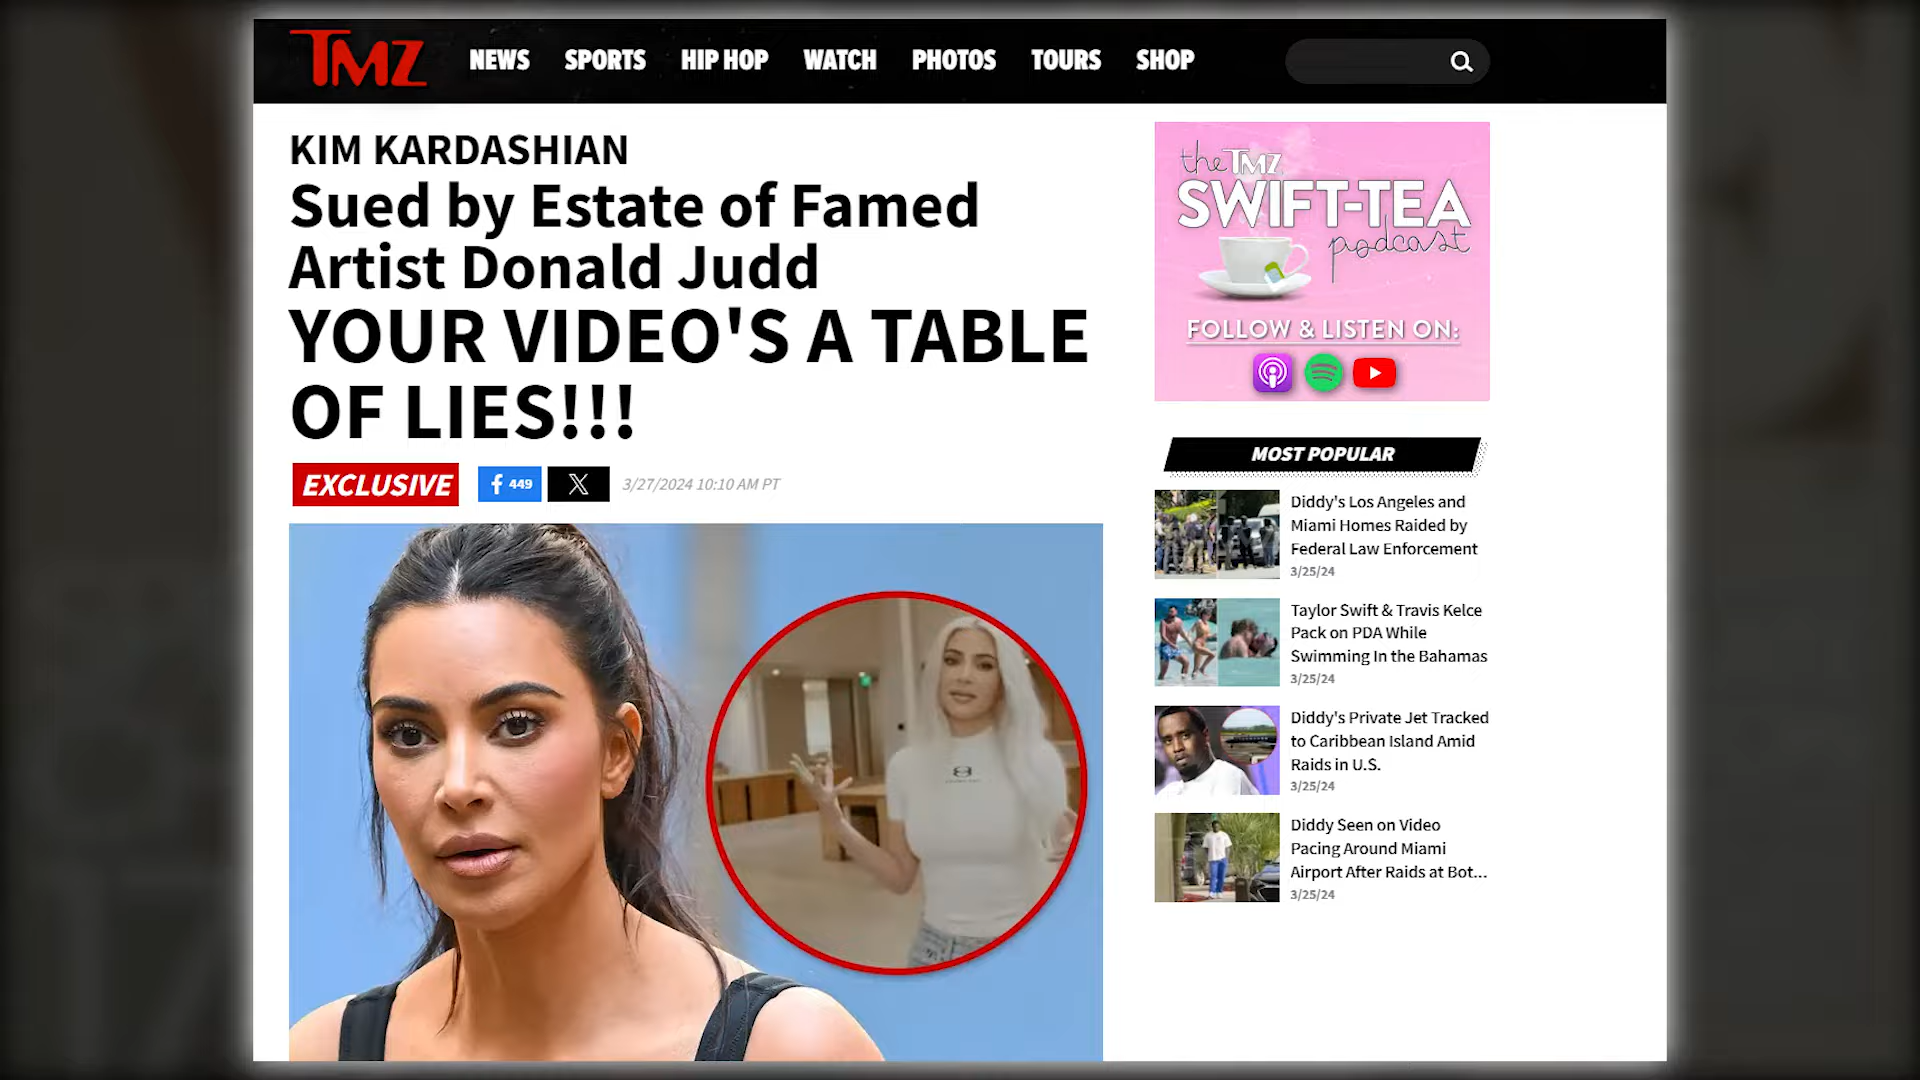 TMZ
NEWS SPORTS HIP HOP WATCH PHOTOS TOURS SHOP
KIM KARDASHIAN
Sued by Estate of Famed
Artist Donald Judd
YOUR VIDEO'S A TABLE
OF LIES!!!
EXCLUSIVE
f 449
X
3/27/2024 10:10 AM PT
the TMZ
SWIFT-TEA
podcast
FOLLOW & LISTEN ON:
MOST POPULAR
Diddy's Los Angeles and
Miami Homes Raided by
Federal Law Enforcement
3/25/24
Taylor Swift & Travis Kelce
Pack on PDA While
Swimming In the Bahamas
3/25/24
Diddy's Private Jet Tracked
to Caribbean Island Amid
Raids in U.S.
3/25/24
Diddy Seen on Video
Pacing Around Miami
Airport After Raids at Bot...
3/25/24